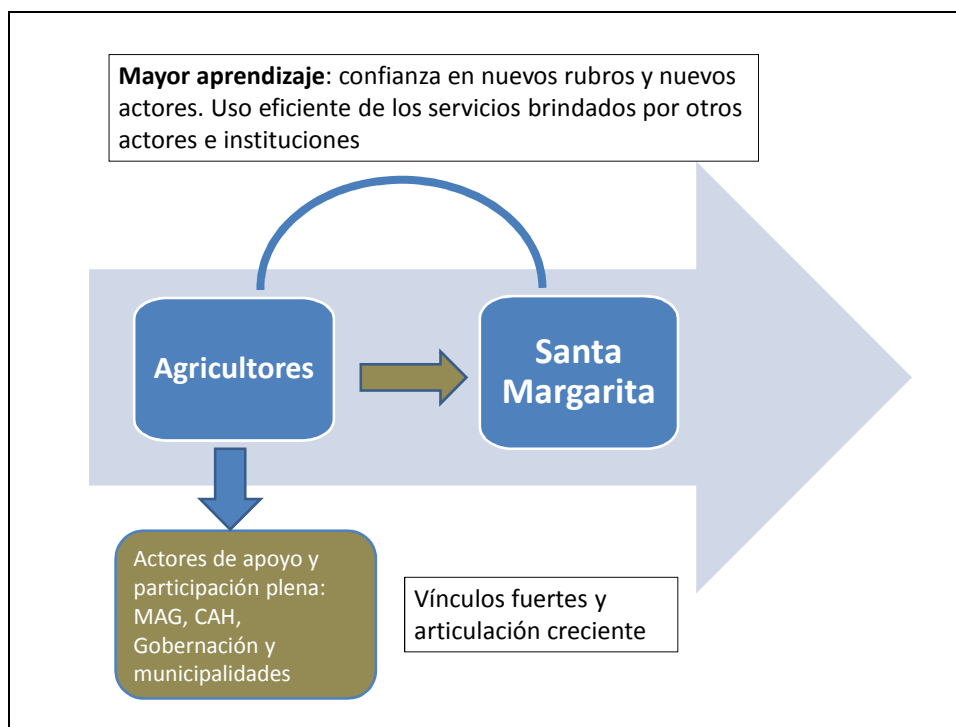 Mayor aprendizaje: confianza en nuevos rubros y nuevos
actores. Uso eficiente de los servicios brindados por otros
actores e instituciones
Agricultores
Santa
Margarita
Actores de apoyo y
participación plena:
MAG, CAH,
Gobernación y
municipalidades
Vínculos fuertes y
articulación creciente